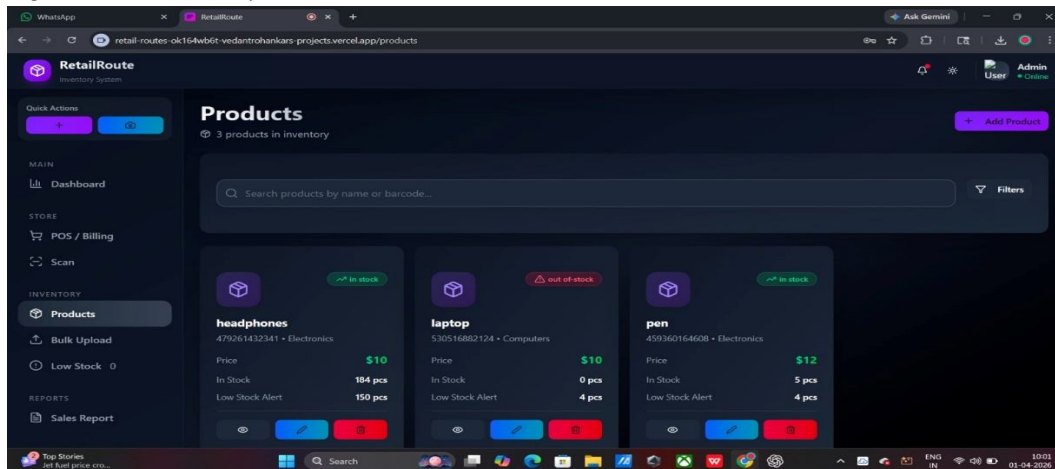 WhatsApp
RetailRoute
Ask Gemini
retail-routes-ok164wb6t-vedantrohankars-projects.vercel.app/products
RetailRoute
Inventory System
User
Admin
Online
Quick Actions
+
Products
3 products in inventory
+ Add Product
MAIN
Dashboard
Search products by name or barcode...
Filters
STORE
POS / Billing
Scan
INVENTORY
Products
Bulk Upload
Low Stock 0
REPORTS
Sales Report
in stock
headphones
479261432341 • Electronics
Price $10
In Stock 184 pcs
Low Stock Alert 150 pcs
out of-stock
laptop
530516882124 • Computers
Price $10
In Stock 0 pcs
Low Stock Alert 4 pcs
in stock
pen
459360164608 • Electronics
Price $12
In Stock 5 pcs
Low Stock Alert 4 pcs
2
Top Stories
Jet fuel price cro...
Search
ENG
IN
10:01
01-04-2026